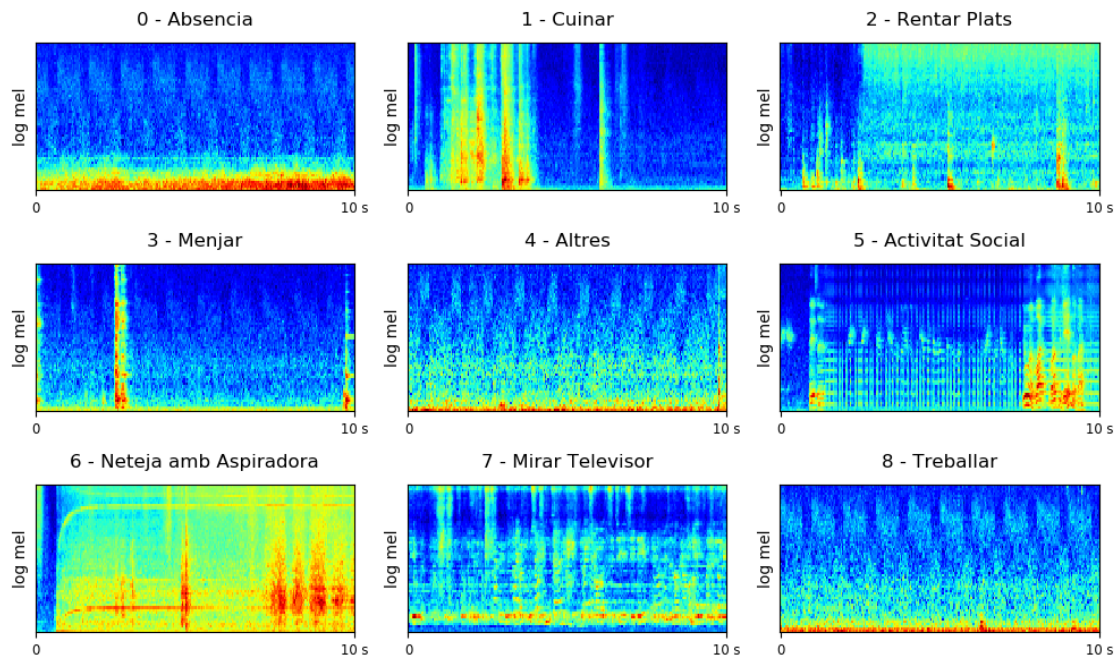 0 - Absencia
1 - Cuinar
2 - Rentar Plats
log mel
log mel
log mel
0
10 s
0
10 s
0
10 s
3 - Menjar
4 - Altres
5 - Activitat Social
log mel
log mel
log mel
0
10 s
0
10 s
0
10 s
6 - Neteja amb Aspiradora
7 - Mirar Televisor
8 - Treballar
log mel
log mel
log mel
0
10 s
0
10 s
0
10 s